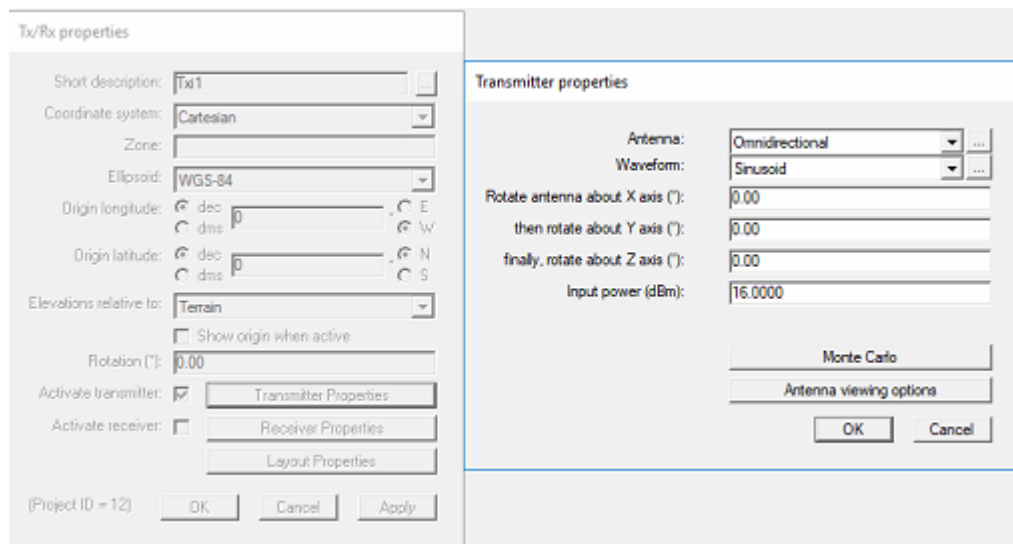 Tx/Rx properties
Short description: Txi1 ...
Coordinate system: Cartesian
Zone:
Ellipsoid: WGS-84
Origin longitude: dec 0 , E
dms W
Origin latitude: dec 0 , N
dms S
Elevations relative to: Terrain
Show origin when active
Rotation (°): 0.00
Activate transmitter: Transmitter Properties
Activate receiver: Receiver Properties
Layout Properties
(Project ID = 12) OK Cancel Apply
Transmitter properties
Antenna: Omnidirectional ...
Waveform: Sinusoid ...
Rotate antenna about X axis (°): 0.00
then rotate about Y axis (°): 0.00
finally, rotate about Z axis (°): 0.00
Input power (dBm): 16.0000
Monte Carlo
Antenna viewing options
OK Cancel